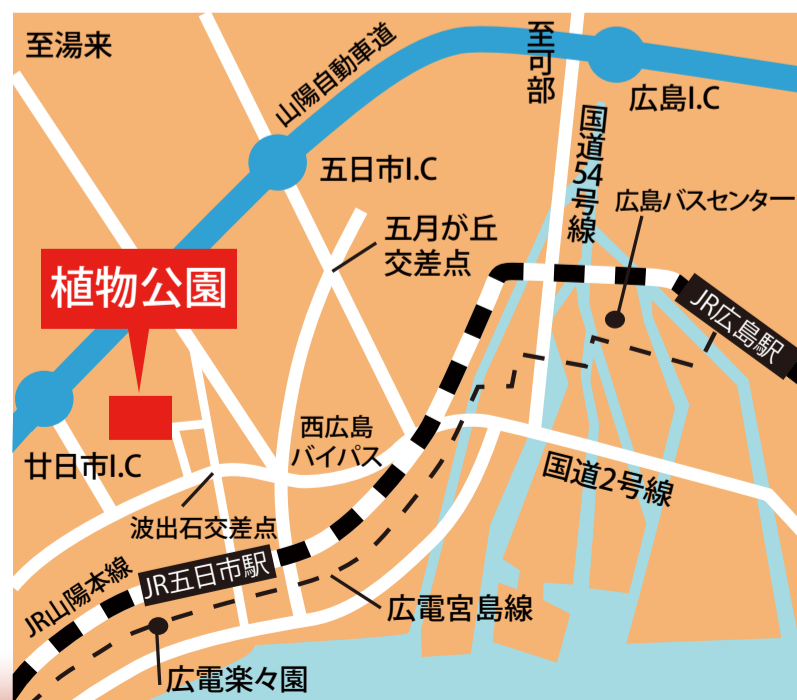 至湯来
山陽自動車道
至可部
広島I.C
国道54号線
五日市I.C
広島バスセンター
五月が丘
交差点
植物公園
JR広島駅
西広島
バイパス
廿日市I.C
国道2号線
波出石交差点
JR五日市駅
JR山陽本線
広電宮島線
広電楽々園